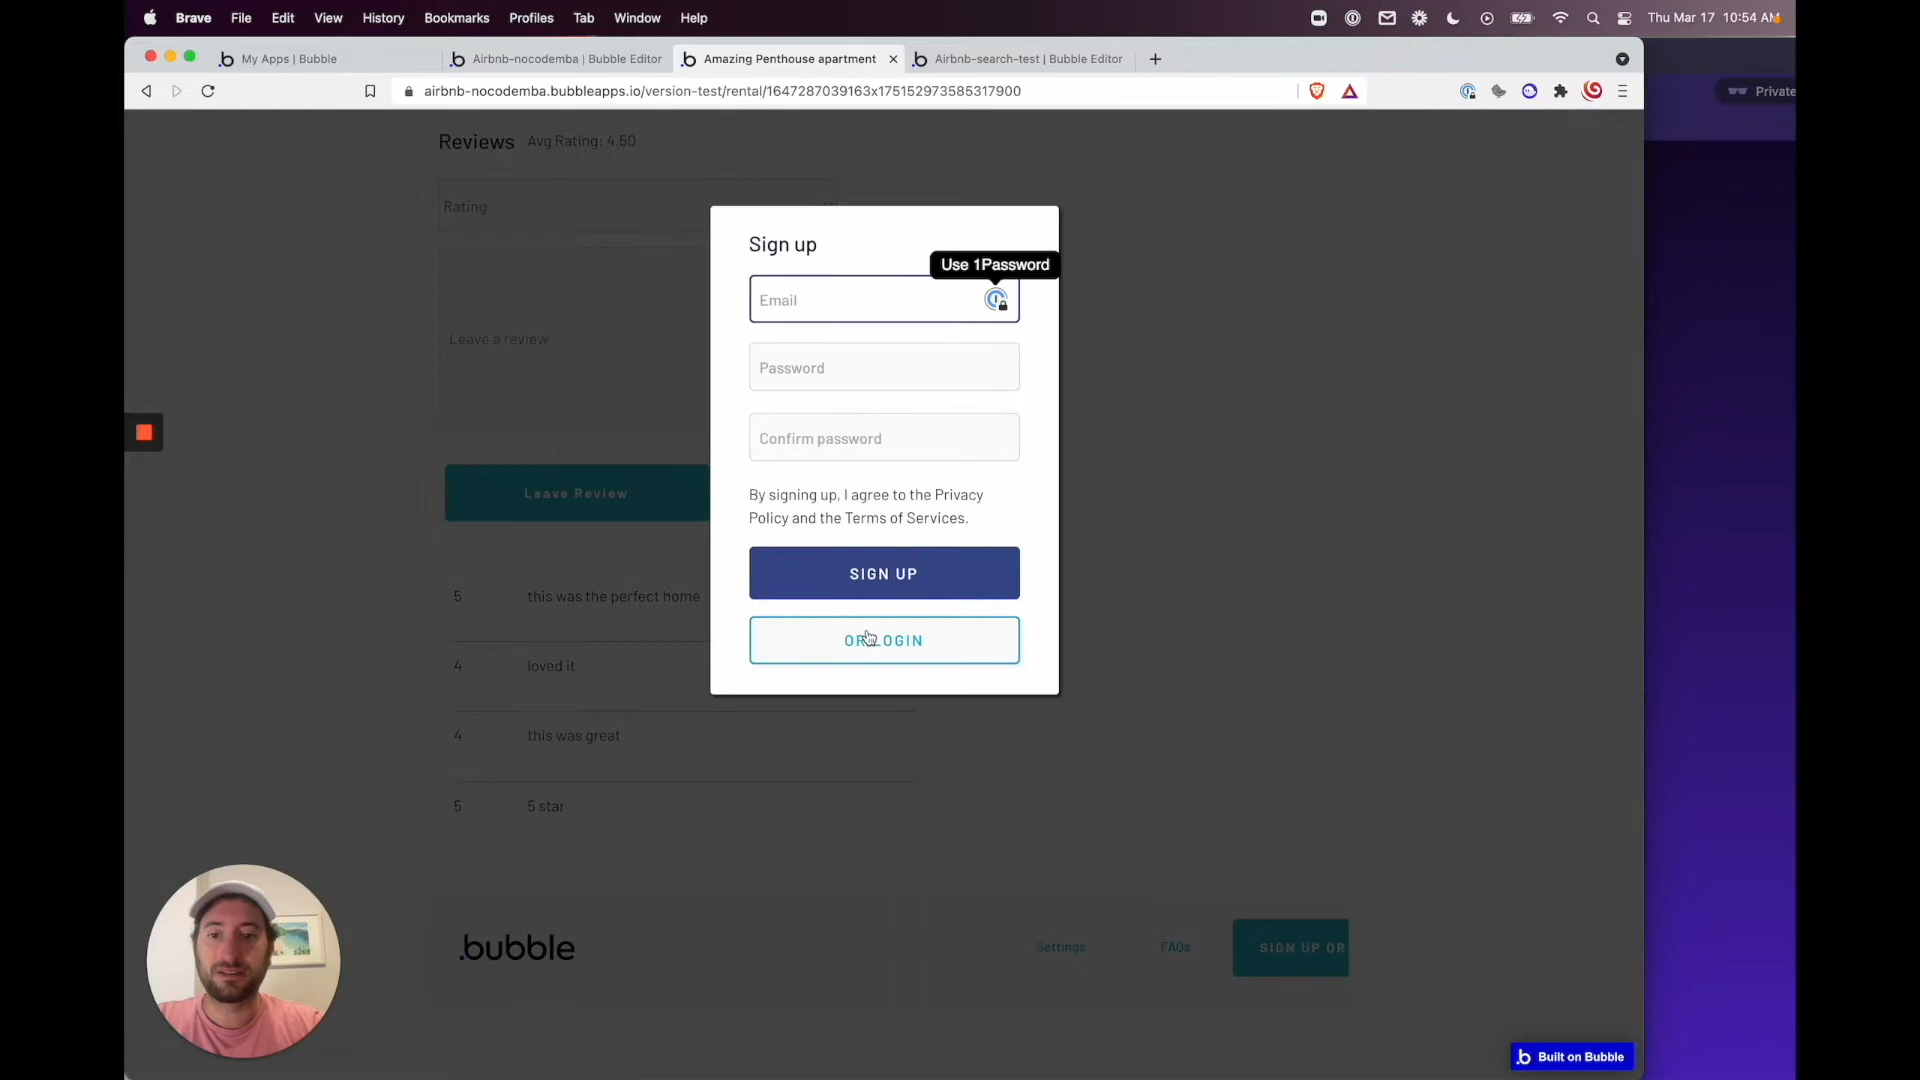 Brave File Edit View History Bookmarks Profiles Tab Window Help Thu Mar 17 10:54 AM
My Apps | Bubble Airbnb-nocodemba | Bubble Editor Amazing Penthouse apartment Airbnb-search-test | Bubble Editor
airbnb-nocodemba.bubbleapps.io/version-test/rental/1647287039163x175152973585317900
Private
Reviews Avg Rating: 4.50
Rating
Sign up
Use 1Password
Email
Leave a review
Password
Confirm password
Leave Review
By signing up, I agree to the Privacy
Policy and the Terms of Services.
SIGN UP
5 this was the perfect home
OR LOGIN
4 loved it
4 this was great
5 5 star
.bubble Settings FAQs SIGN UP OR
b Built on Bubble